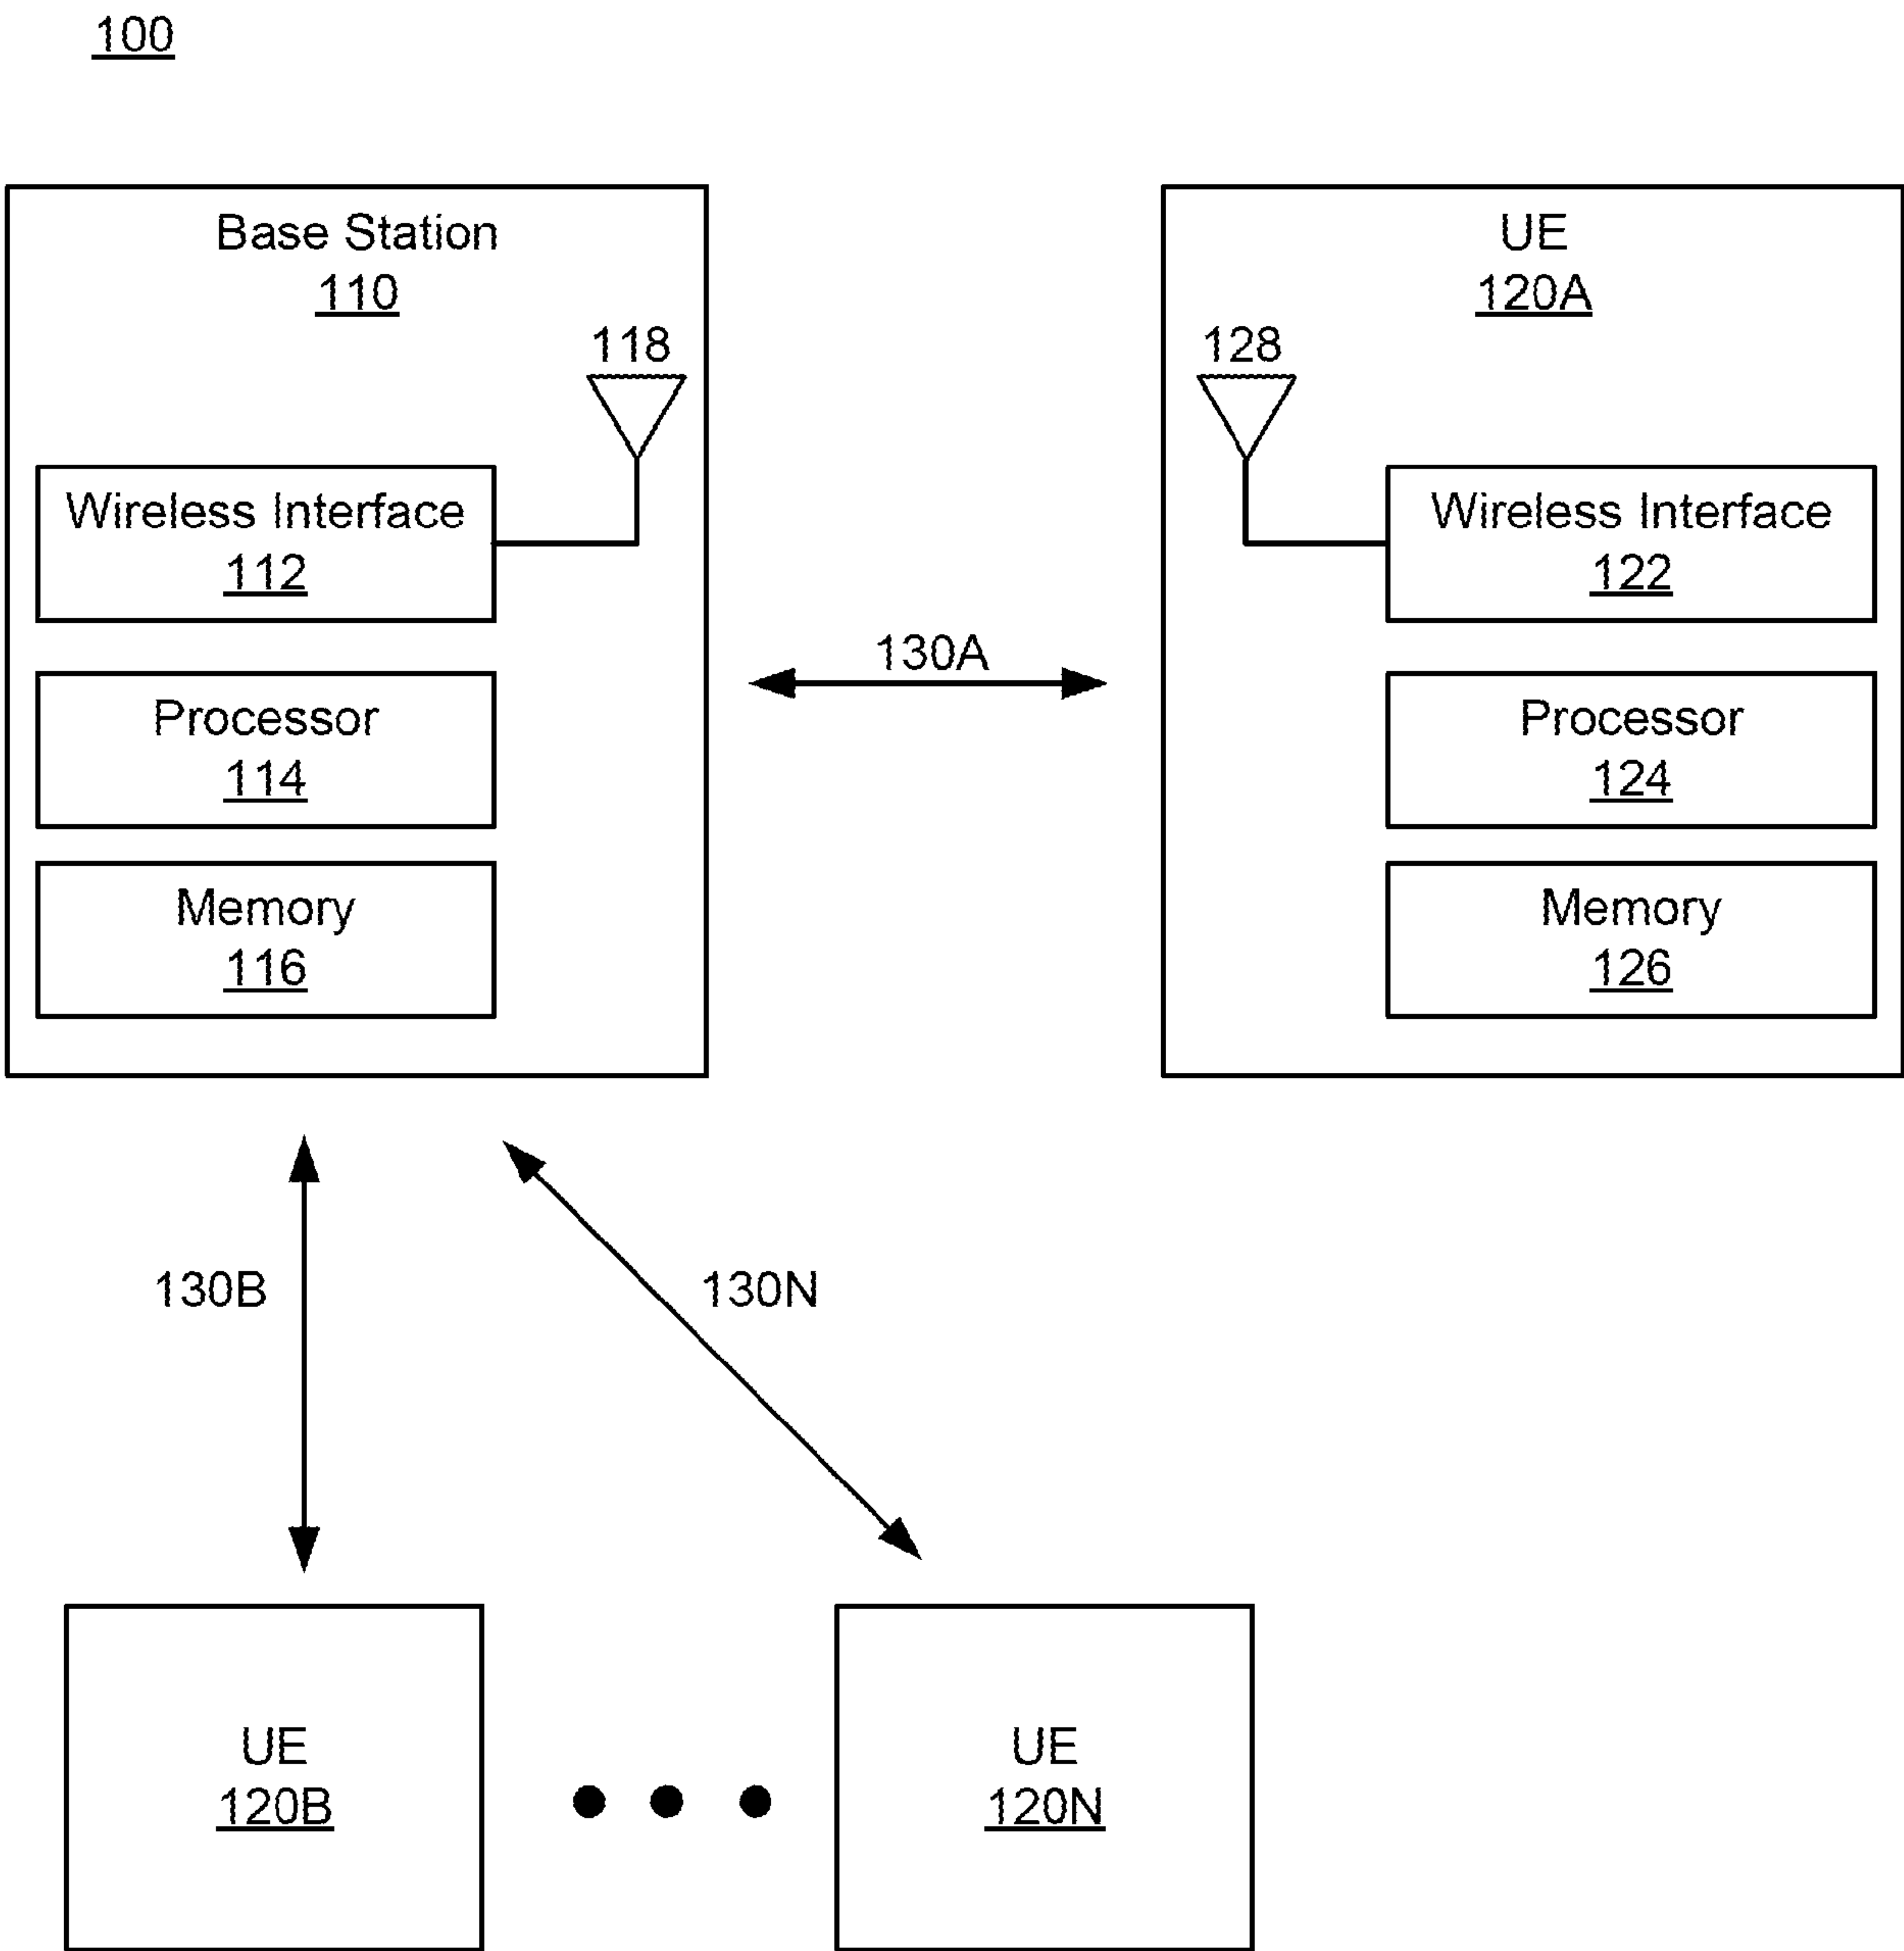 100
Base Station
110
118
Wireless Interface
112
Processor
114
Memory
116
130A
UE
120A
128
Wireless Interface
122
Processor
124
Memory
126
130B
130N
UE
120B
UE
120N